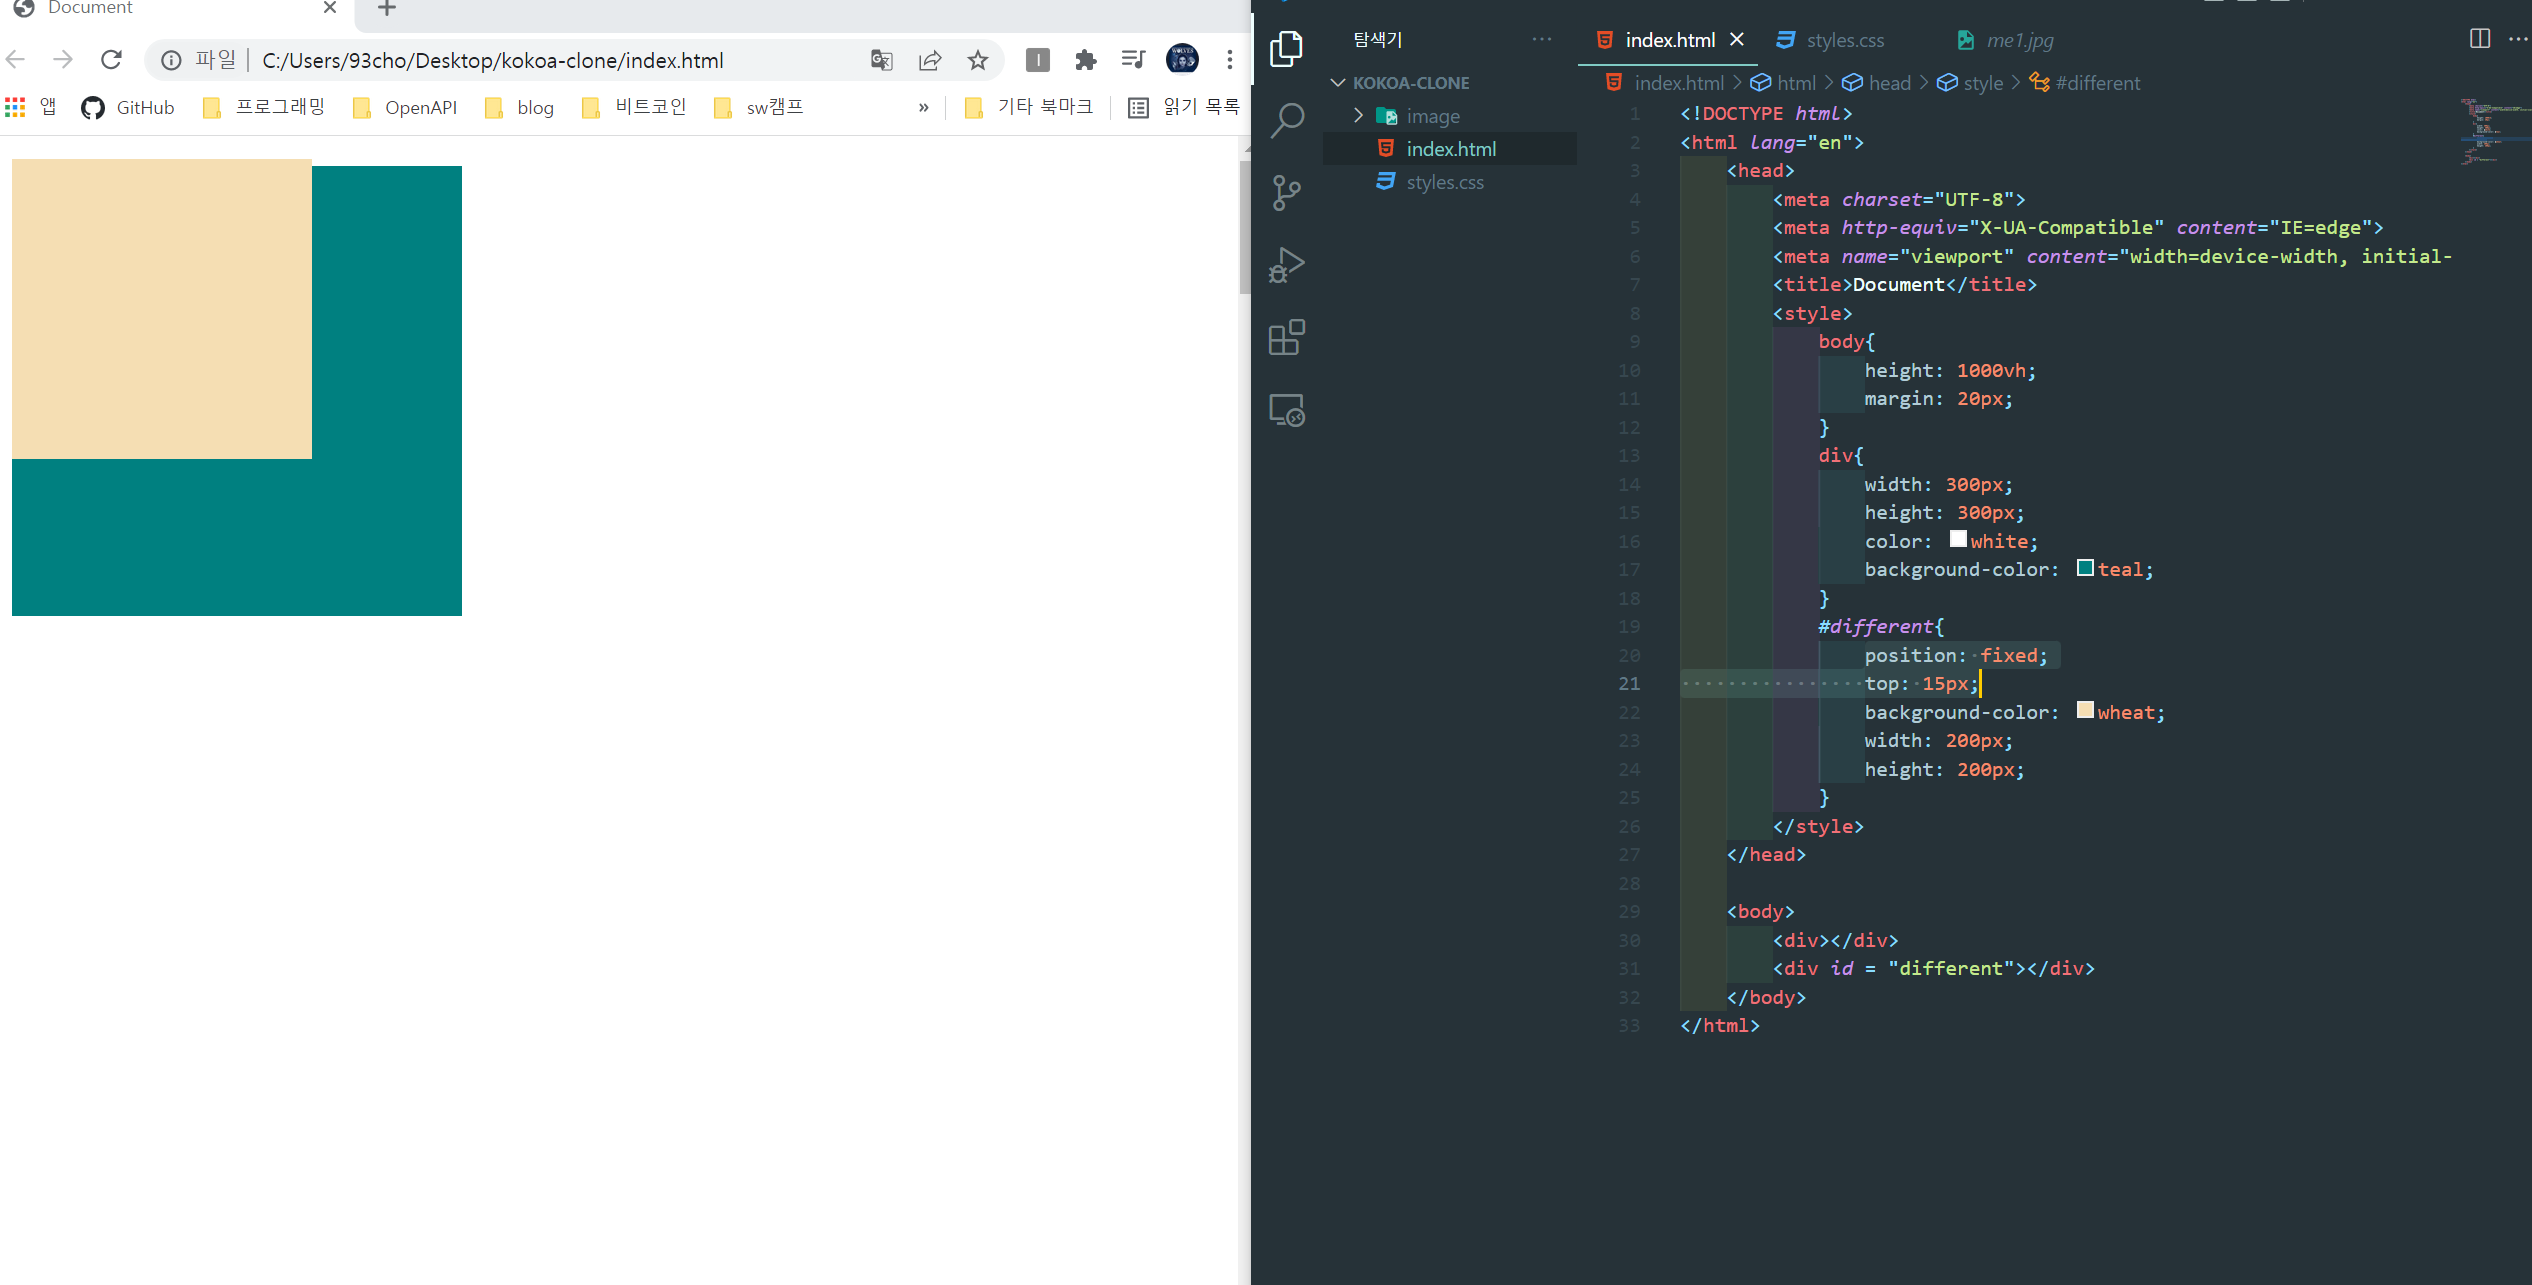 Document
파일 C:/Users/93cho/Desktop/kokoa-clone/index.html
앱 GitHub 프로그래밍 OpenAPI blog 비트코인 sw캠프 » 기타 북마크 읽기 목록
탐색기
KOKOA-CLONE
image
index.html
styles.css
index.html styles.css me1.jpg
index.html > html > head > style > #different
1 <!DOCTYPE html>
2 <html lang="en">
3 <head>
4 <meta charset="UTF-8">
5 <meta http-equiv="X-UA-Compatible" content="IE=edge">
6 <meta name="viewport" content="width=device-width, initial-
7 <title>Document</title>
8 <style>
9 body{
10 height: 1000vh;
11 margin: 20px;
12 }
13 div{
14 width: 300px;
15 height: 300px;
16 color: white;
17 background-color: teal;
18 }
19 #different{
20 position: fixed;
21 top: 15px;
22 background-color: wheat;
23 width: 200px;
24 height: 200px;
25 }
26 </style>
27 </head>
28
29 <body>
30 <div></div>
31 <div id = "different"></div>
32 </body>
33 </html>